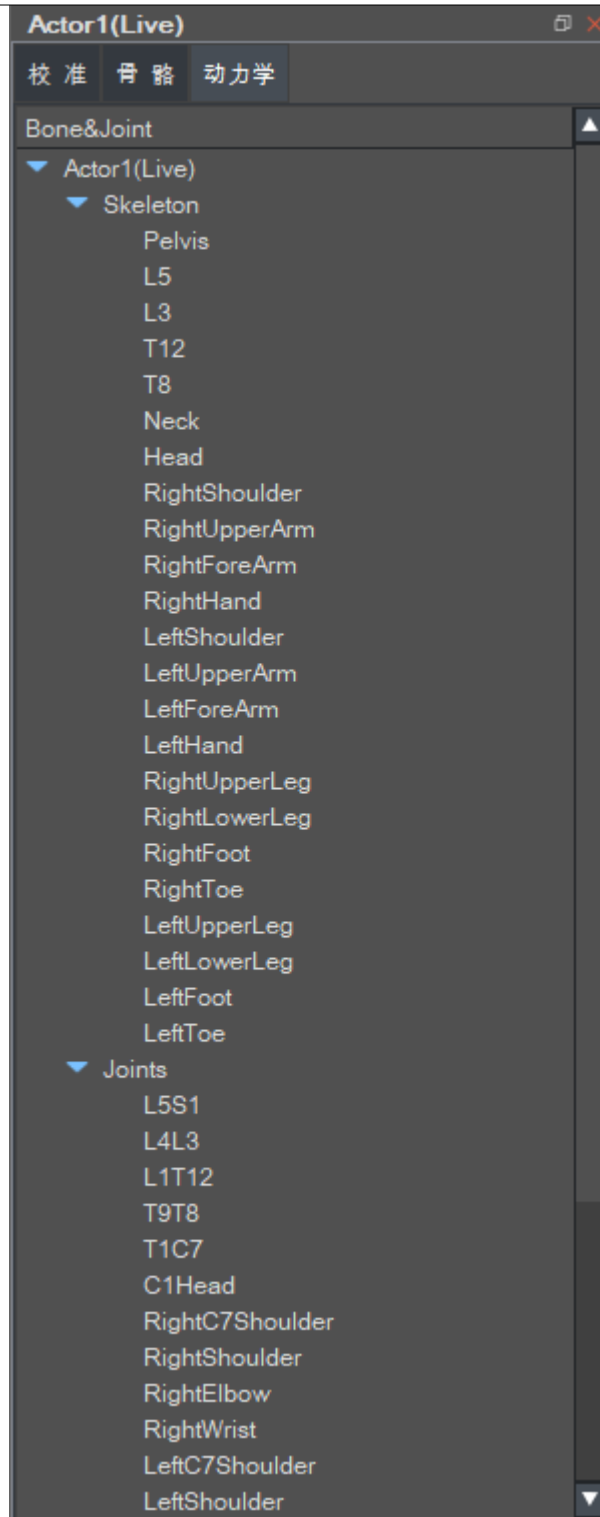 Actor1(Live)
校准 骨骼 动力学
Bone&Joint
Actor1(Live)
Skeleton
Pelvis
L5
L3
T12
T8
Neck
Head
RightShoulder
RightUpperArm
RightForeArm
RightHand
LeftShoulder
LeftUpperArm
LeftForeArm
LeftHand
RightUpperLeg
RightLowerLeg
RightFoot
RightToe
LeftUpperLeg
LeftLowerLeg
LeftFoot
LeftToe
Joints
L5S1
L4L3
L1T12
T9T8
T1C7
C1Head
RightC7Shoulder
RightShoulder
RightElbow
RightWrist
LeftC7Shoulder
LeftShoulder